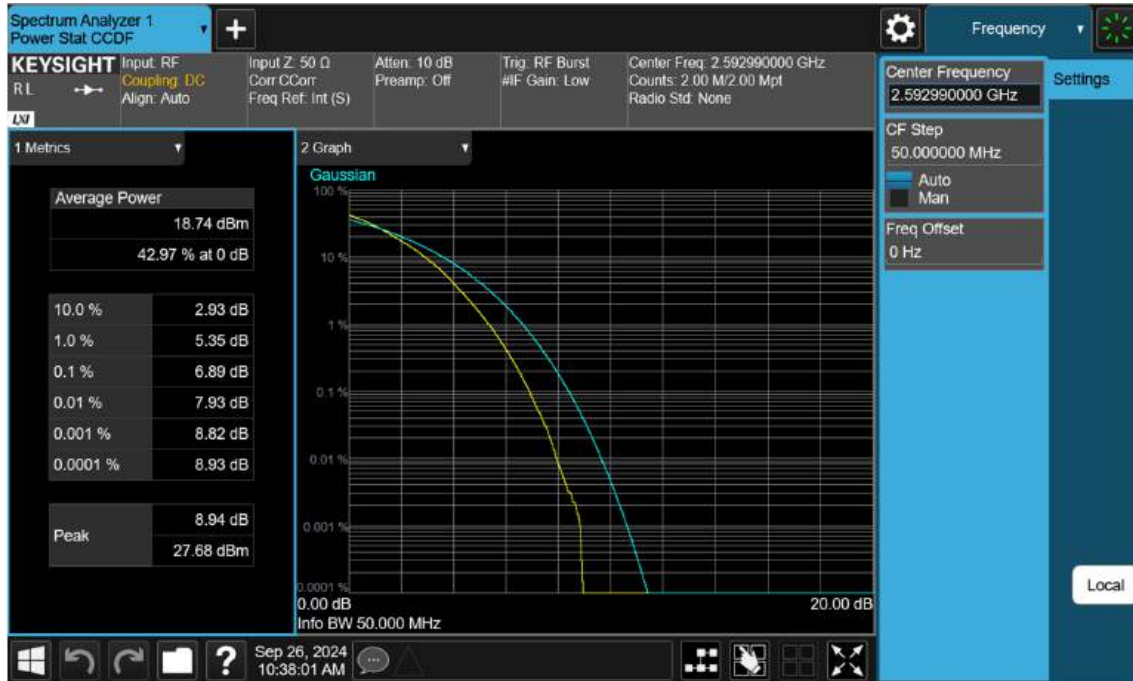 Spectrum Analyzer 1
Power Stat CCDF
Frequency
KEYSIGHT
RL
LXI
Input: RF
Coupling: DC
Align: Auto
Input Z: 50 Ω
Corr CCorr
Freq Ref: Int (S)
Atten: 10 dB
Preamp: Off
Trig: RF Burst
#IF Gain: Low
Center Freq: 2.592990000 GHz
Counts: 2.00 M/2.00 Mpt
Radio Std: None
Center Frequency
2.592990000 GHz
Settings
CF Step
50.000000 MHz
Auto
Man
Freq Offset
0 Hz
1 Metrics
Average Power
18.74 dBm
42.97 % at 0 dB
10.0 % 2.93 dB
1.0 % 5.35 dB
0.1 % 6.89 dB
0.01 % 7.93 dB
0.001 % 8.82 dB
0.0001 % 8.93 dB
Peak
8.94 dB
27.68 dBm
2 Graph
Gaussian
100 %
10 %
1 %
0.1 %
0.01 %
0.001 %
0.0001 %
0.00 dB 20.00 dB
Info BW 50.000 MHz
Local
?
Sep 26, 2024
10:38:01 AM